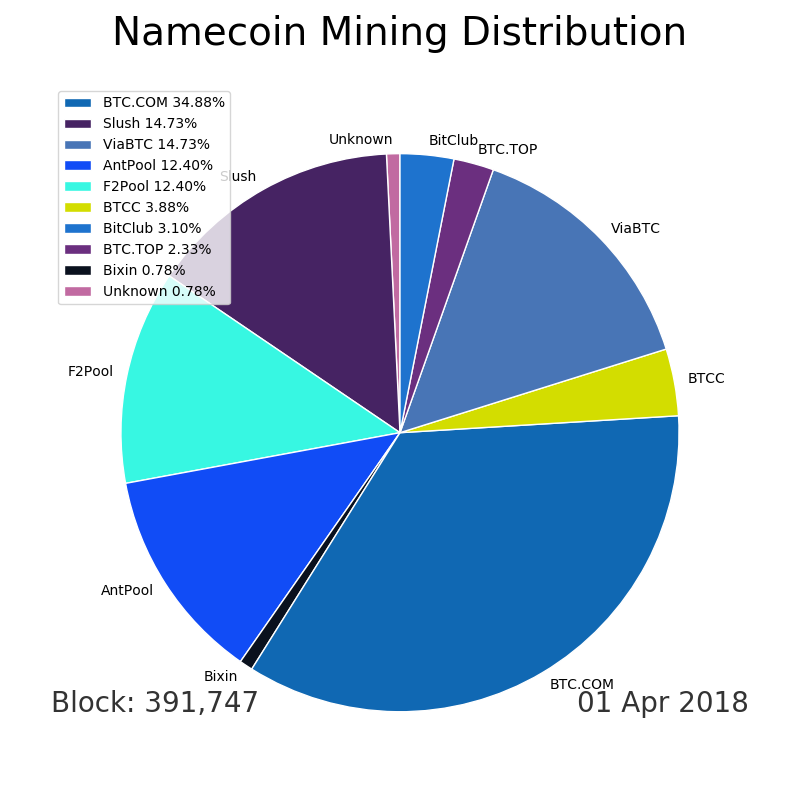 Namecoin Mining Distribution
BTC.COM 34.88%
Slush 14.73%
ViaBTC 14.73%
AntPool 12.40%
F2Pool 12.40%
BTCC 3.88%
BitClub 3.10%
BTC.TOP 2.33%
Bixin 0.78%
Unknown 0.78%
Unknown
BitClub
BTC.TOP
Slush
ViaBTC
F2Pool
BTCC
AntPool
Bixin
BTC.COM
Block: 391,747
01 Apr 2018